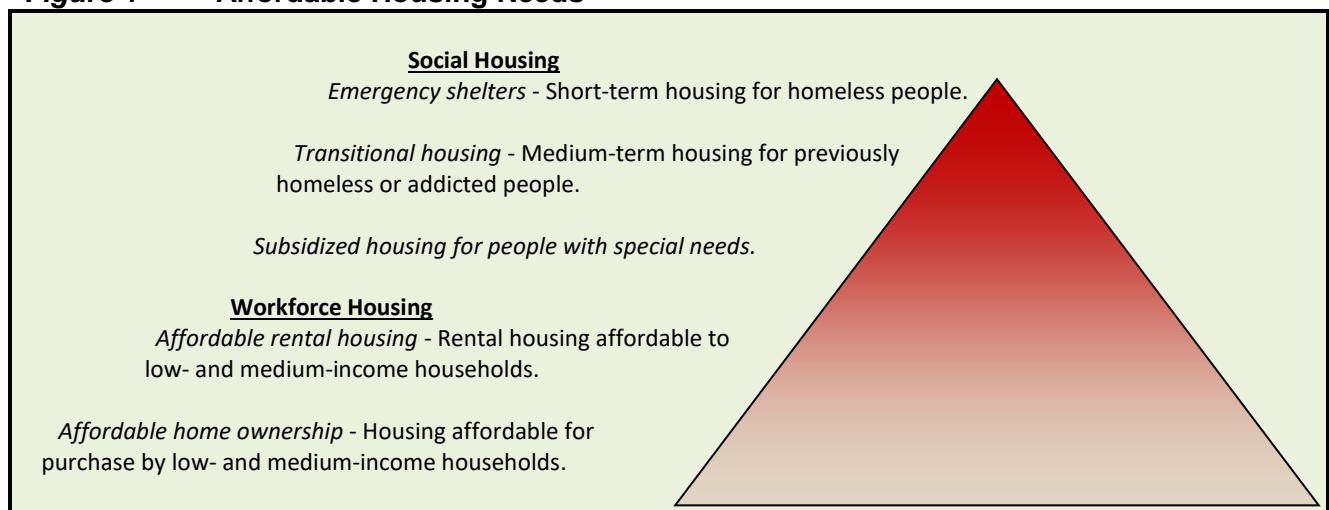 Figure Affordable Housing Needs
Social Housing
Emergency shelters - Short-term housing for homeless people.
Transitional housing - Medium-term housing for previously
homeless or addicted people.
Subsidized housing for people with special needs.
Workforce Housing
Affordable rental housing - Rental housing affordable to
low- and medium-income households.
Affordable home ownership - Housing affordable for
purchase by low- and medium-income households.